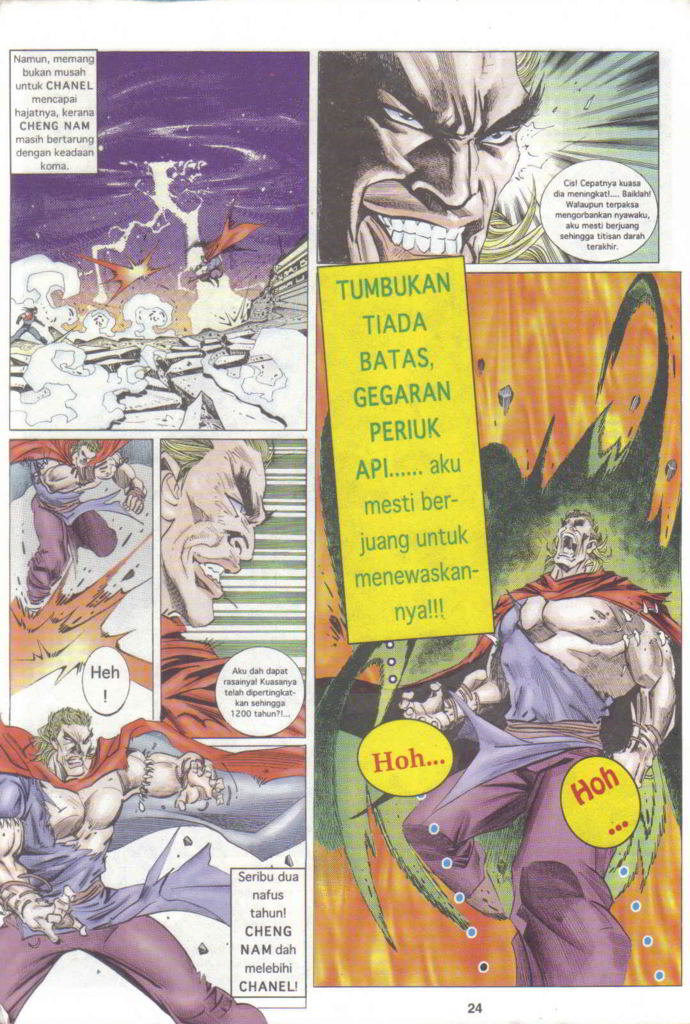 Namun, memang
bukan musah
untuk CHANEL
mencapai
hajatnya, kerana
CHENG NAM
masih bertarung
dengan keadaan
koma.
Cis! Cepatnya kuasa
dia meningkat!.... Baiklah!
Walaupun terpaksa
mengorbankan nyawaku,
aku mesti berjuang
sehingga titisan darah
terakhir.
TUMBUKAN
TIADA
BATAS,
GEGARAN
PERIUK
API...... aku
mesti ber-
juang untuk
menewaskan-
nya!!!
Heh
!
Aku dah dapat
rasainya! Kuasanya
telah dipertingkat-
kan sehingga
1200 tahun?!...
Seribu dua
nafus
tahun!
CHENG
NAM dah
melebihi
CHANEL!
Hoh...
Hoh
...
24